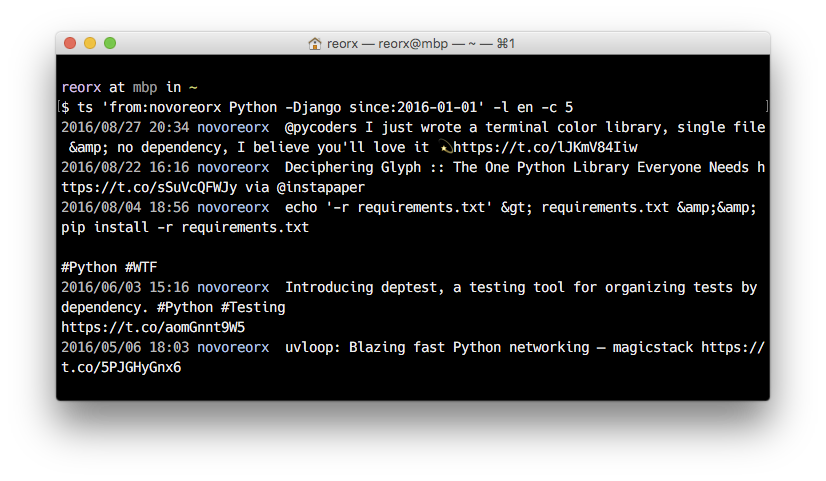 reorx — reorx@mbp — ~ — ⌘1
reorx at mbp in ~
$ ts 'from:novoreorx Python -Django since:2016-01-01' -l en -c 5
2016/08/27 20:34 novoreorx  @pycoders I just wrote a terminal color library, single file
&amp; no dependency, I believe you'll love it 💫https://t.co/lJKmV84Iiw
2016/08/22 16:16 novoreorx  Deciphering Glyph :: The One Python Library Everyone Needs h
ttps://t.co/sSuVcQFWJy via @instapaper
2016/08/04 18:56 novoreorx  echo '-r requirements.txt' &gt; requirements.txt &amp;&amp;
pip install -r requirements.txt
#Python #WTF
2016/06/03 15:16 novoreorx  Introducing deptest, a testing tool for organizing tests by
dependency. #Python #Testing
https://t.co/aomGnnt9W5
2016/05/06 18:03 novoreorx  uvloop: Blazing fast Python networking — magicstack https://
t.co/5PJGHyGnx6